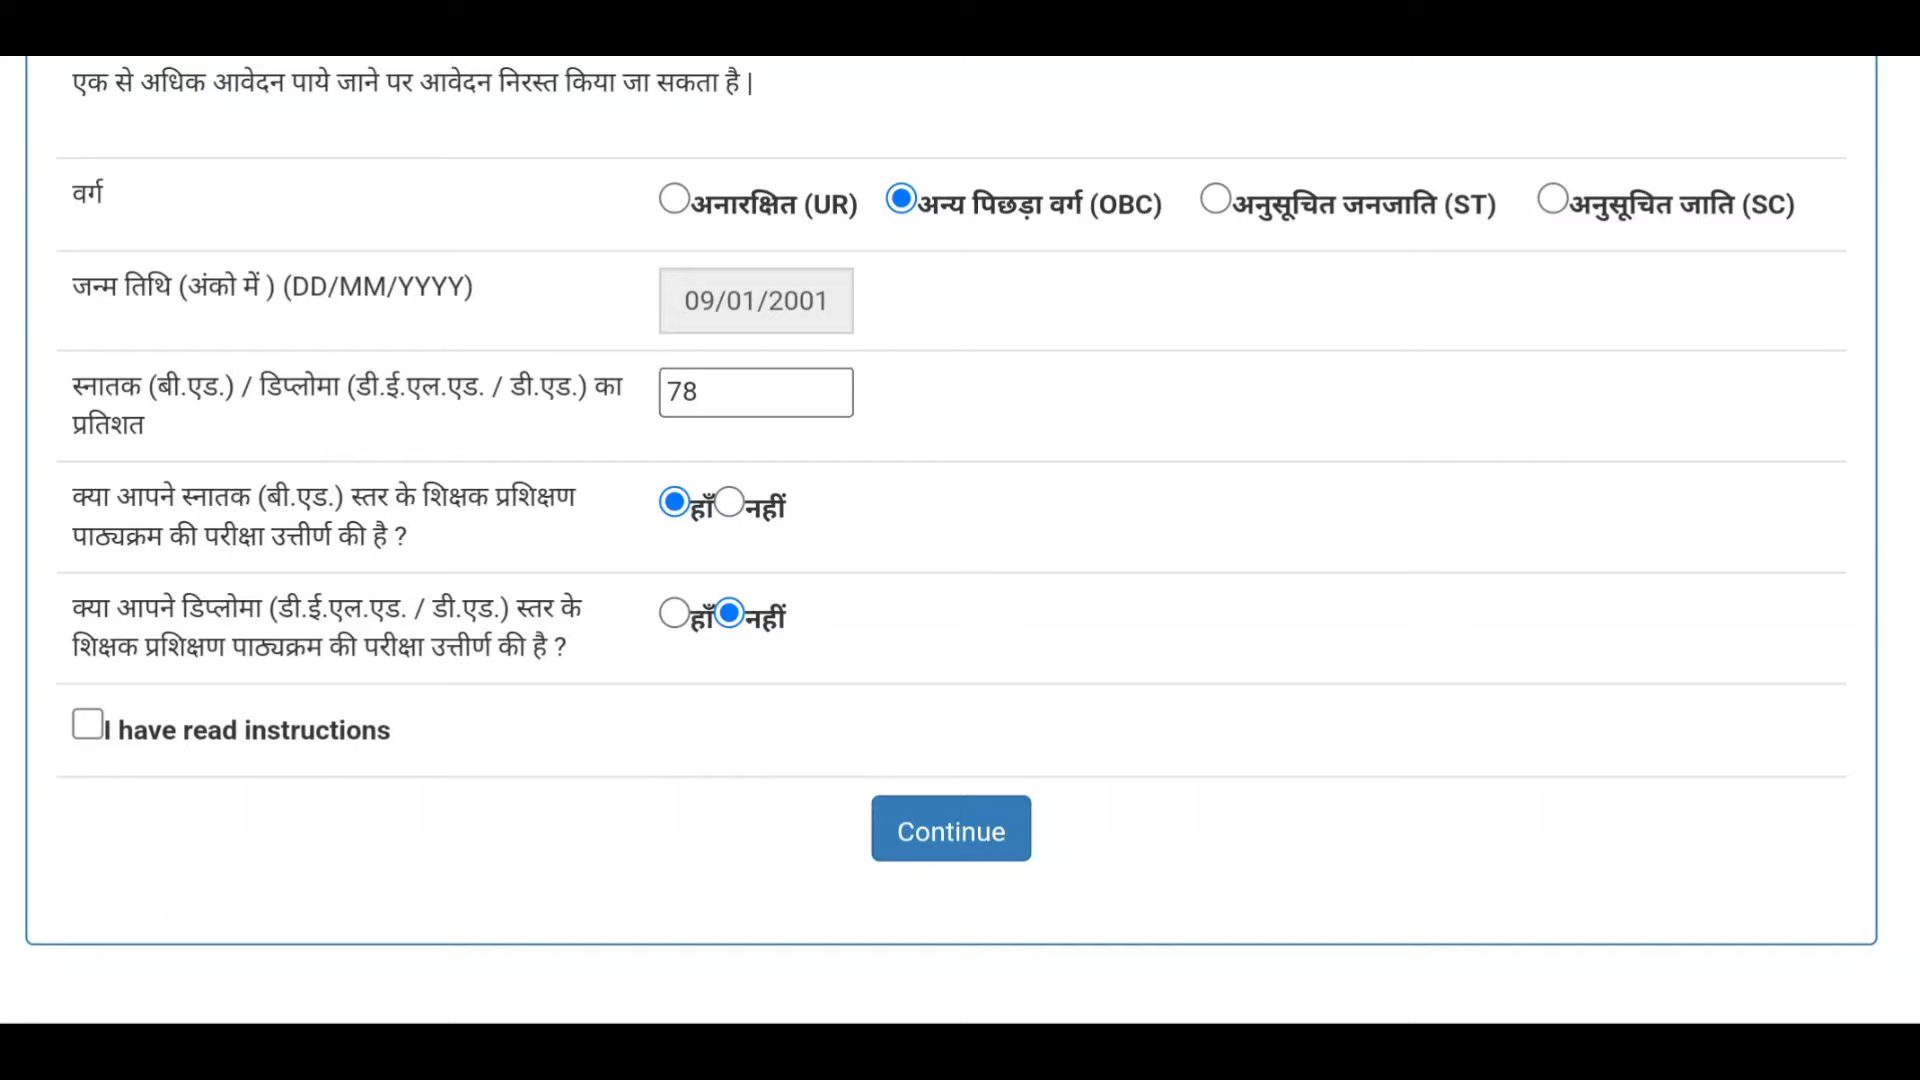 एक से अधिक आवेदन पाये जाने पर आवेदन निरस्त किया जा सकता है |
वर्ग अनारक्षित (UR) अन्य पिछड़ा वर्ग (OBC) अनुसूचित जनजाति (ST) अनुसूचित जाति (SC)
जन्म तिथि (अंको में ) (DD/MM/YYYY) 09/01/2001
स्नातक (बी.एड.) / डिप्लोमा (डी.ई.एल.एड. / डी.एड.) का 78
प्रतिशत
क्या आपने स्नातक (बी.एड.) स्तर के शिक्षक प्रशिक्षण हाँ नहीं
पाठ्यक्रम की परीक्षा उत्तीर्ण की है ?
क्या आपने डिप्लोमा (डी.ई.एल.एड. / डी.एड.) स्तर के हाँ नहीं
शिक्षक प्रशिक्षण पाठ्यक्रम की परीक्षा उत्तीर्ण की है ?
I have read instructions
Continue